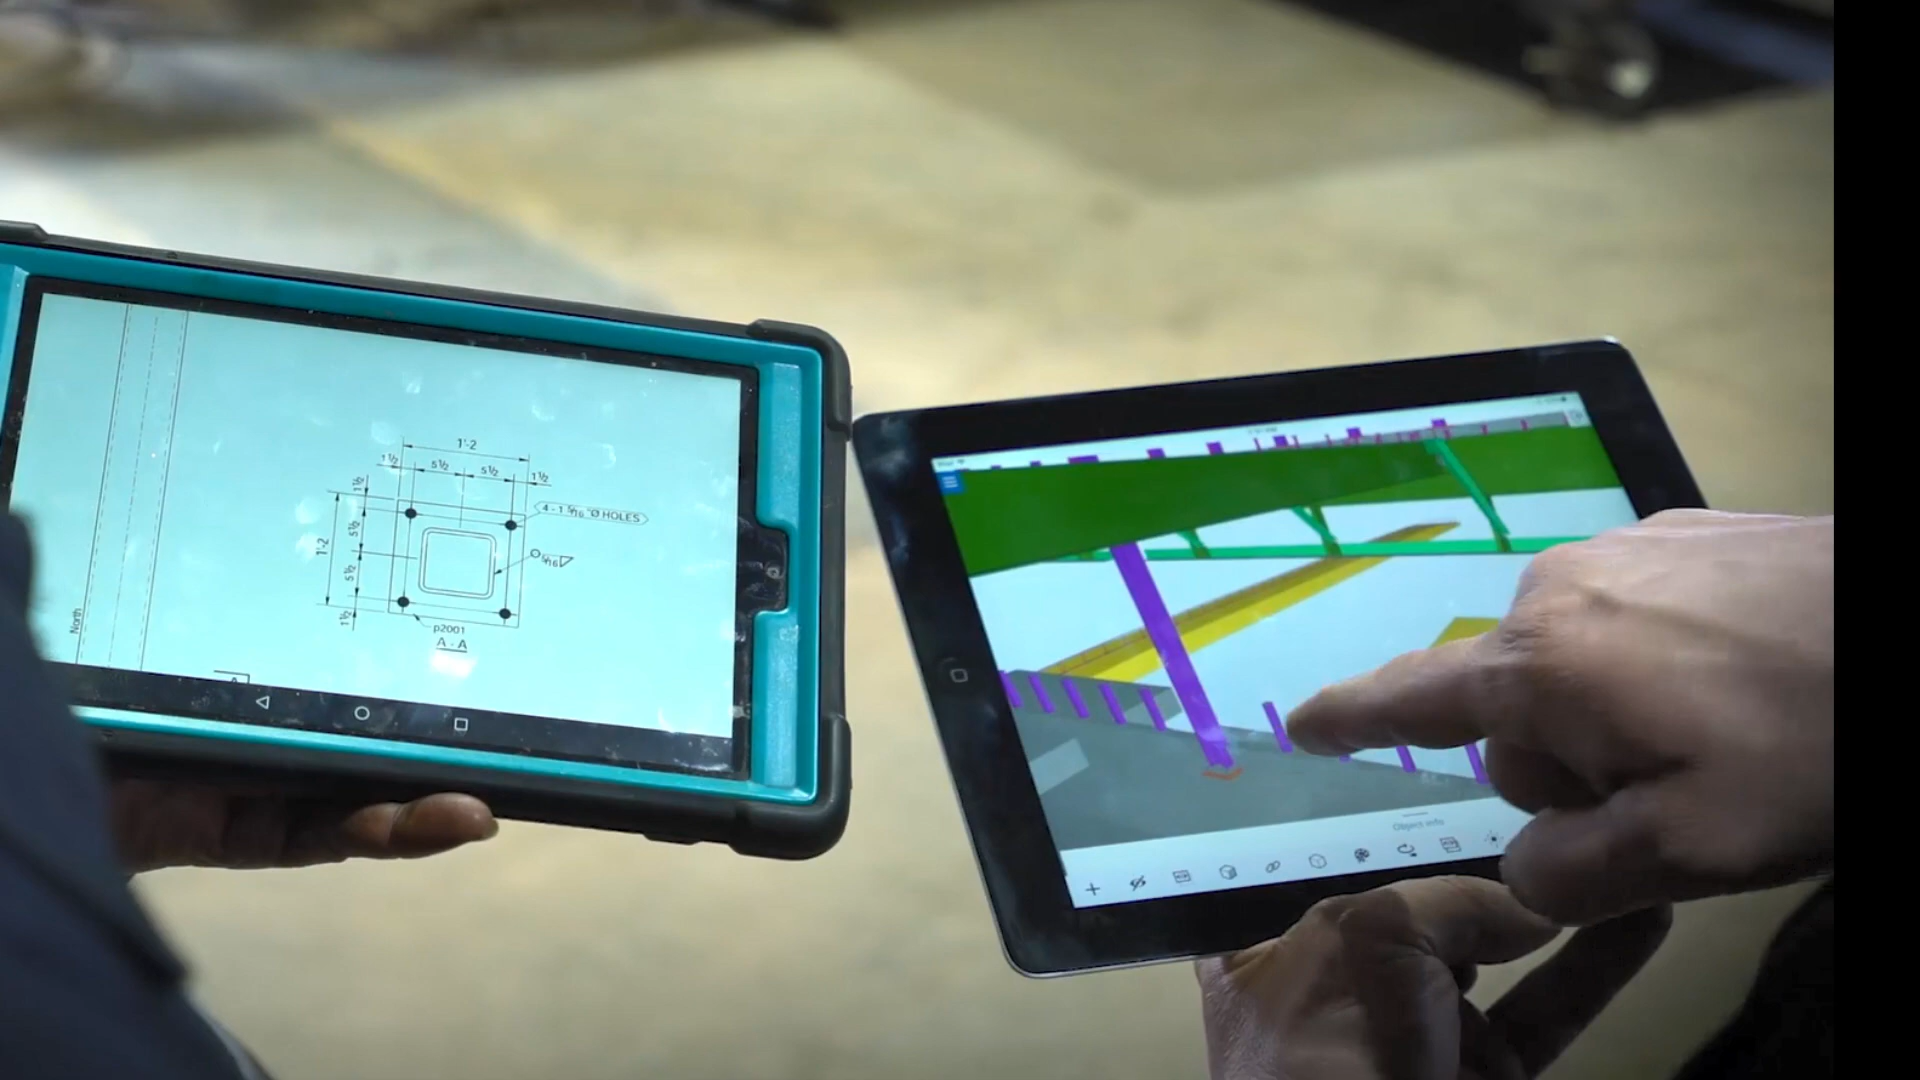 1'-2
1½
5½
5½
1½
1½
5½
1'-2
5½
1½
4 - 1 5/16 "Ø HOLES
5/16
p2001
A - A
North
A
Object info